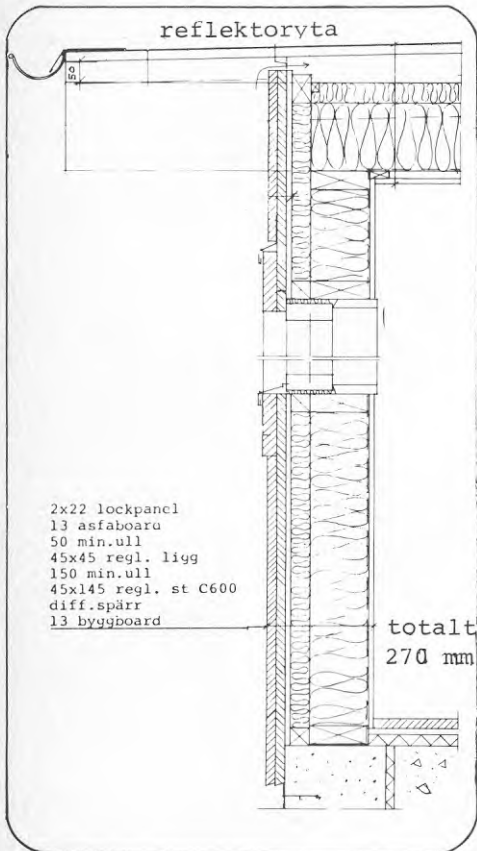 reflektoryta
50
2x22 lockpanel
13 asfaboard
50 min.ull
45x45 regl. ligg
150 min.ull
45x145 regl. st C600
diff.spärr
13 byggboard
totalt
270 mm